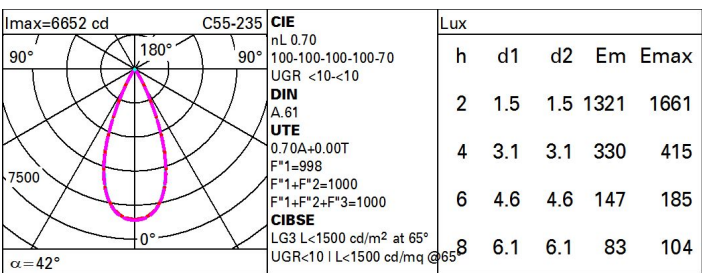 Imax=6652 cd C55-235
90° 180° 90°
7500
0°
α=42°
CIE
nL 0.70
100-100-100-100-70
UGR <10-<10
DIN
A.61
UTE
0.70A+0.00T
F"1=998
F"1+F"2=1000
F"1+F"2+F"3=1000
CIBSE
LG3 L<1500 cd/m² at 65°
UGR<10 | L<1500 cd/mq @65°
Lux
h d1 d2 Em Emax
2 1.5 1.5 1321 1661
4 3.1 3.1 330 415
6 4.6 4.6 147 185
8 6.1 6.1 83 104